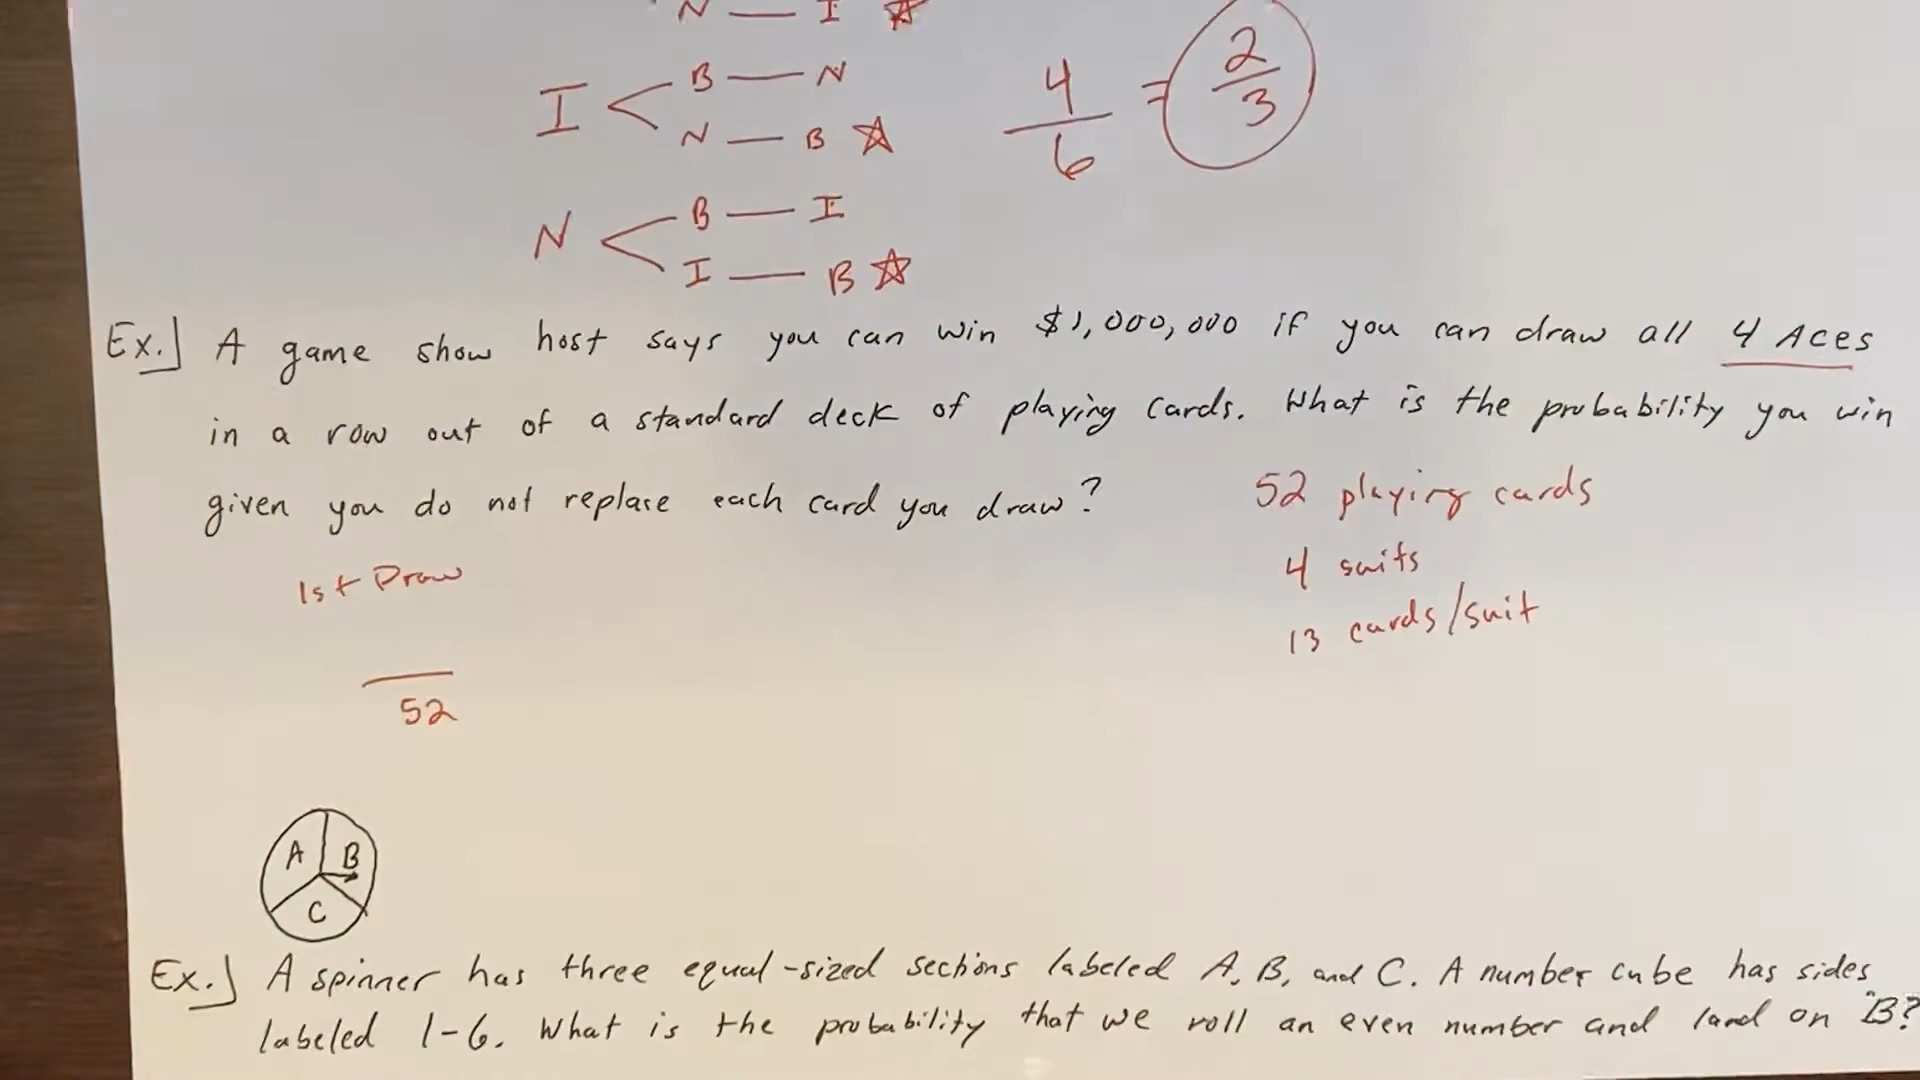 N — I ☆
I < B — N
N — B ☆
4/6 = 2/3
N < B — I
I — B ☆
Ex.] A game show host says you can win $1,000,000 if you can draw all 4 Aces
in a row out of a standard deck of playing cards. What is the probability you win
given you do not replace each card you draw?
52 playing cards
4 suits
13 cards/suit
1st Draw
52
A B
C
Ex.] A spinner has three equal-sized sections labeled A, B, and C. A number cube has sides
labeled 1-6. What is the probability that we roll an even number and land on B?